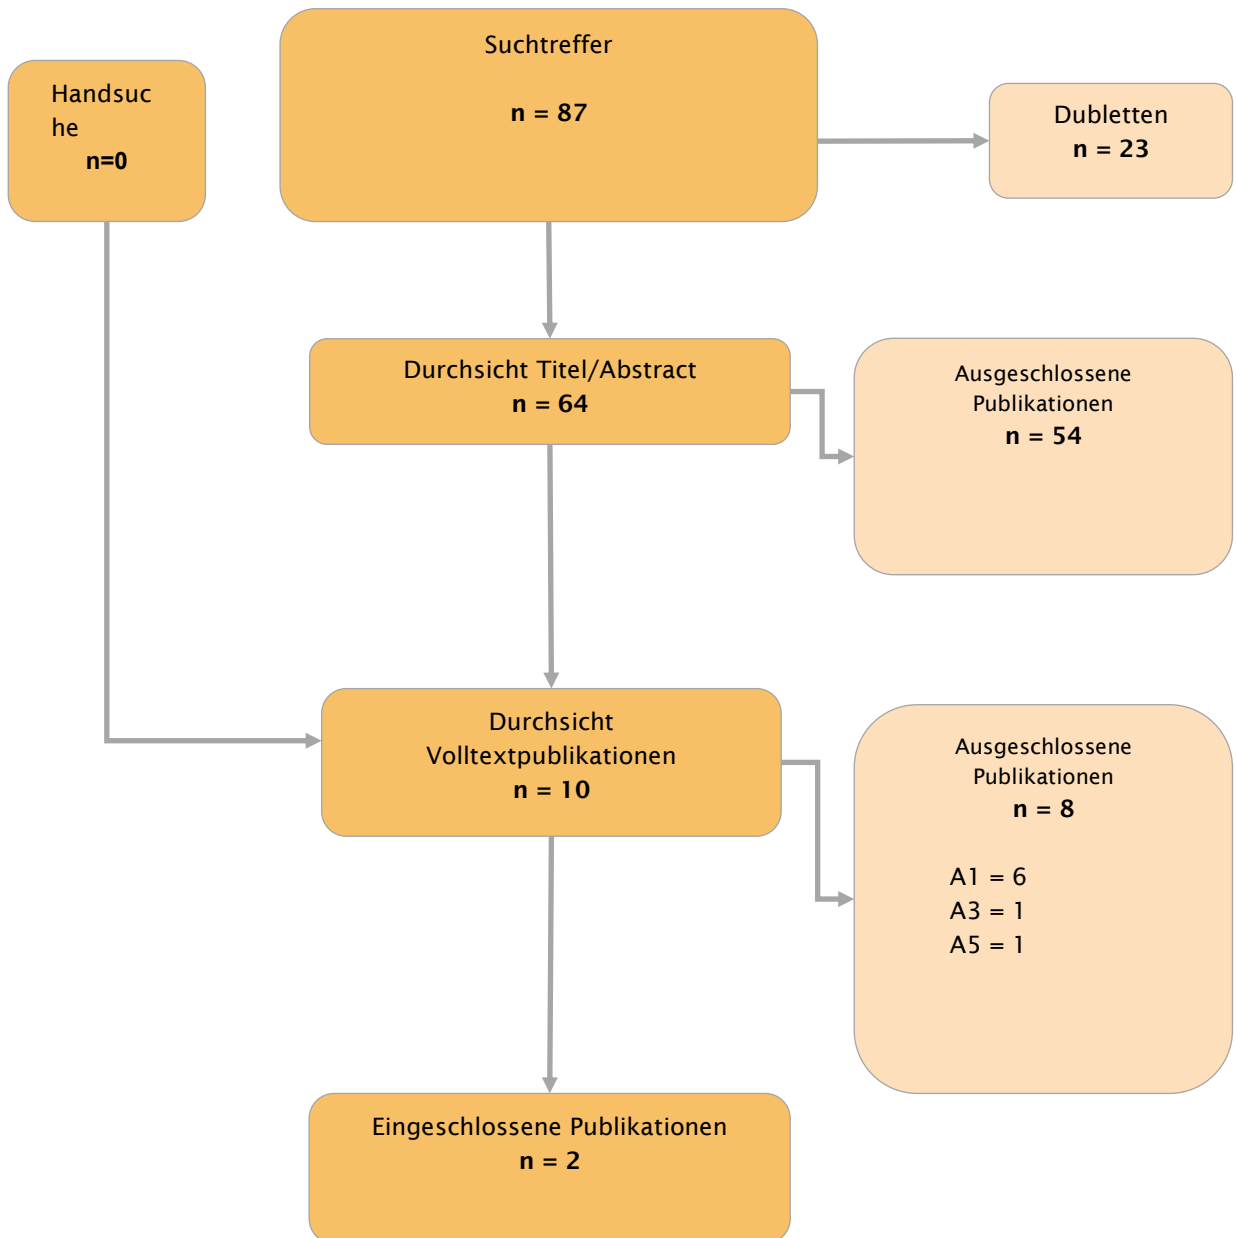 Suchtreffer
n = 87
Handsuc
he
n=0
Dubletten
n = 23
Durchsicht Titel/Abstract
n = 64
Ausgeschlossene
Publikationen
n = 54
Durchsicht
Volltextpublikationen
n = 10
Ausgeschlossene
Publikationen
n = 8
A1 = 6
A3 = 1
A5 = 1
Eingeschlossene Publikationen
n = 2